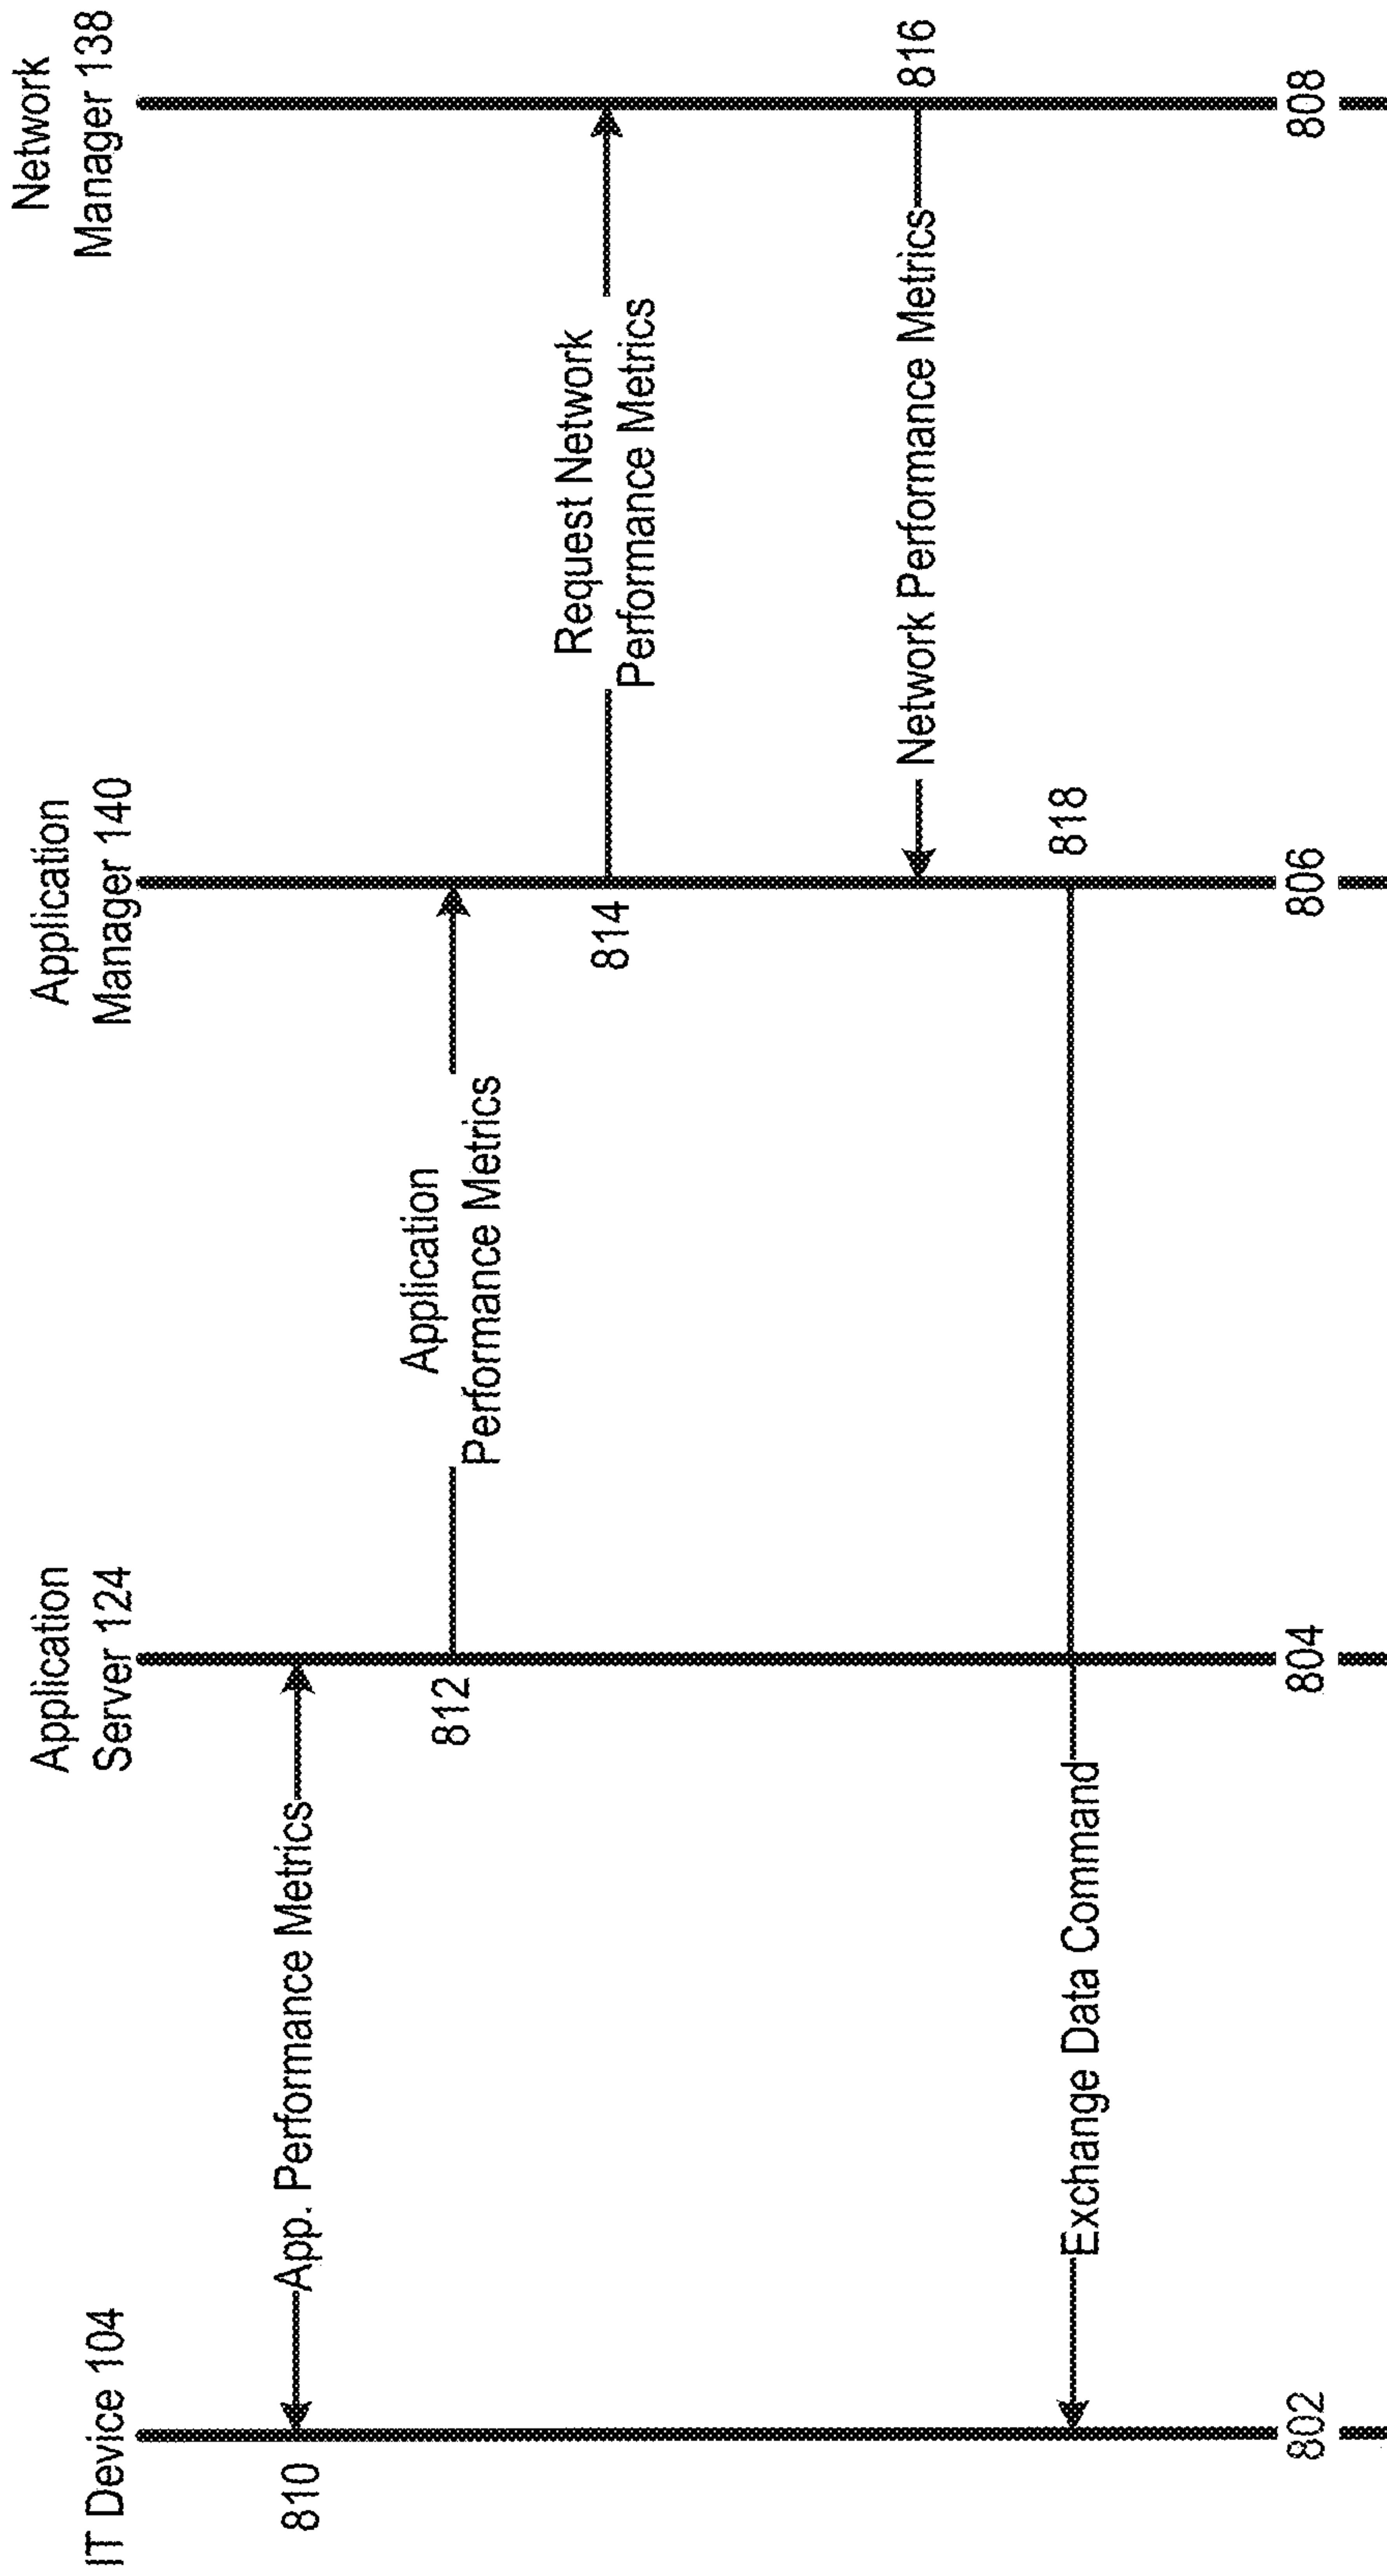 IT Device 104
Application
Server 124
Application
Manager 140
Network
Manager 138
810
App. Performance Metrics
812
Application
Performance Metrics
814
Request Network
Performance Metrics
816
Network Performance Metrics
818
Exchange Data Command
802
804
806
808